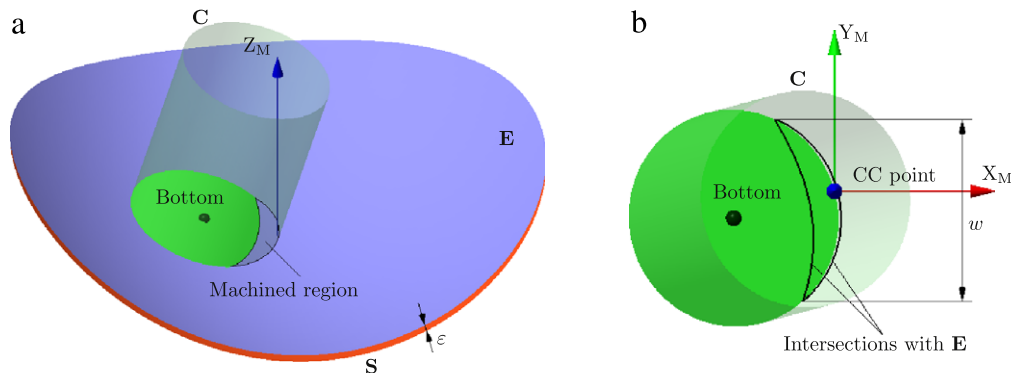 a
C
Z_M
E
Bottom
Machined region
ε
S
b
Y_M
C
CC point
X_M
Bottom
w
Intersections with E